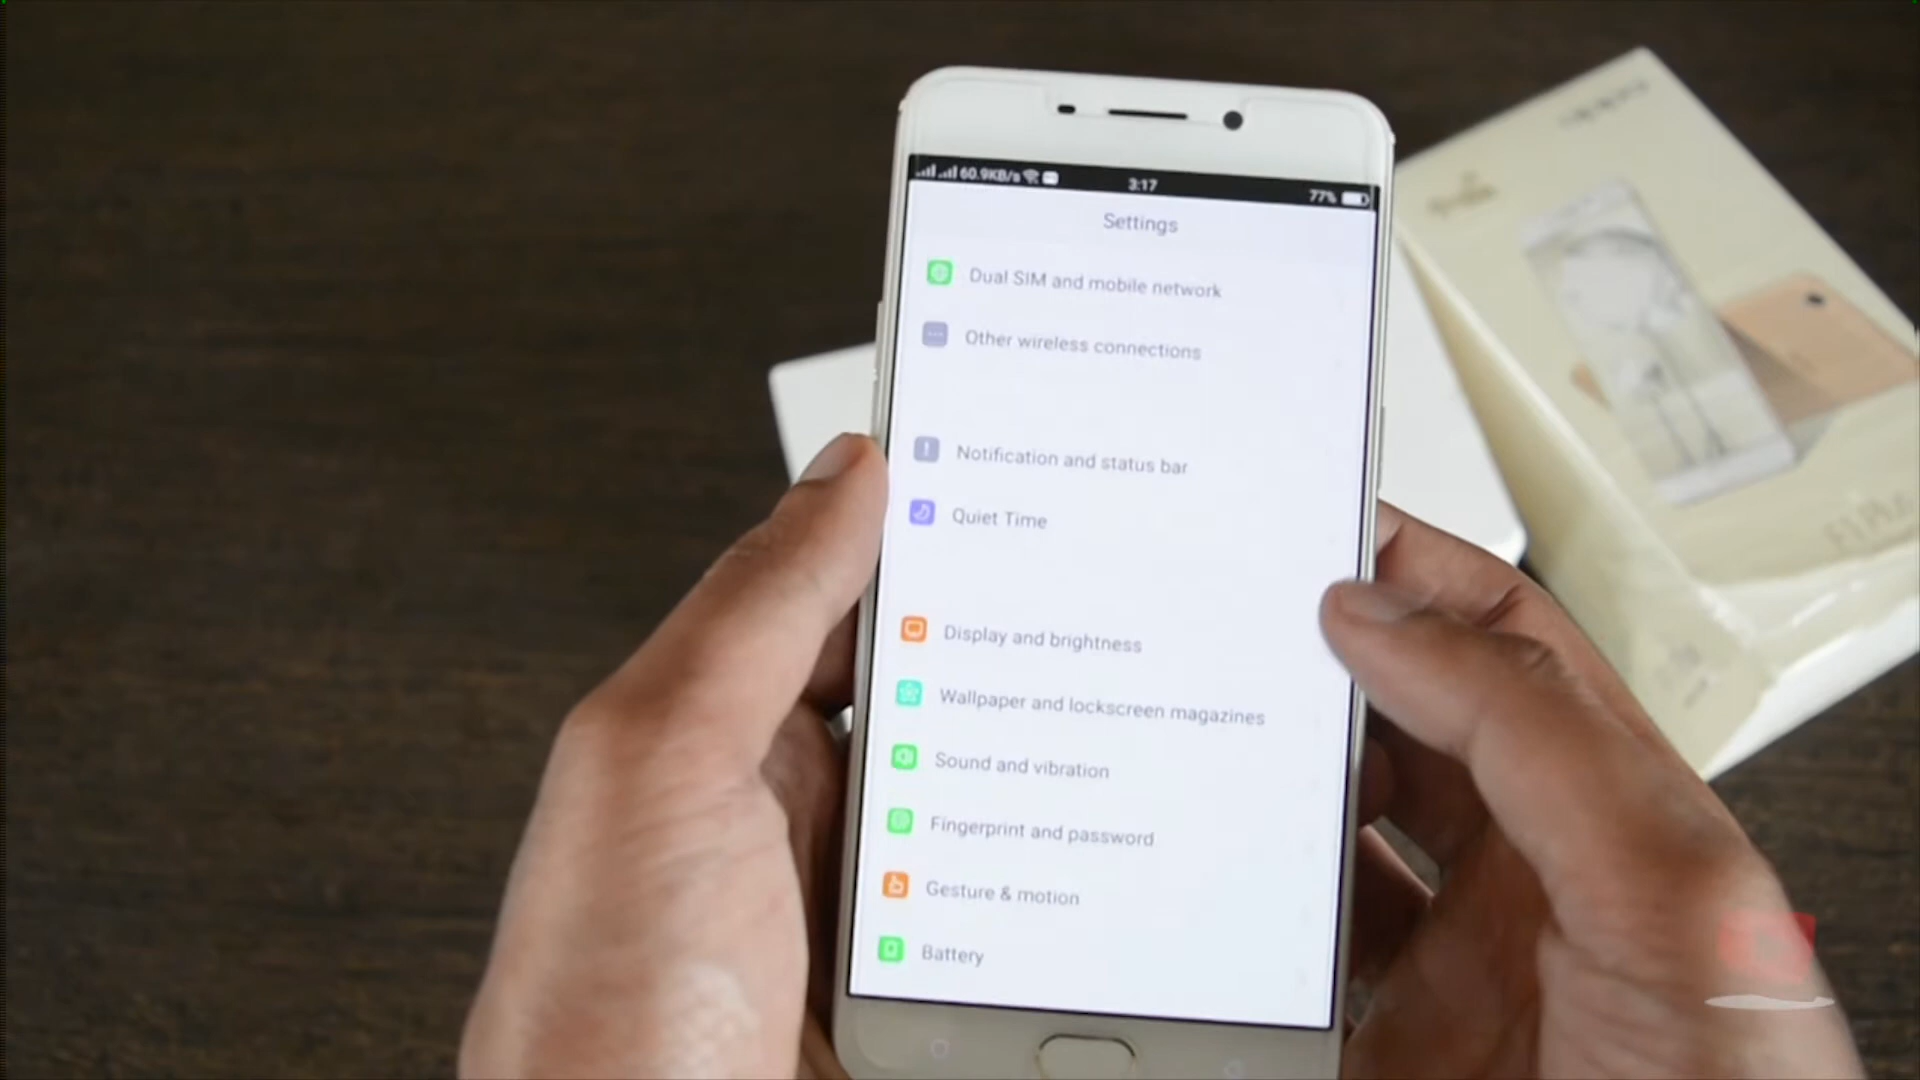 60.9KB/s
3:17
77%
Settings
Dual SIM and mobile network
Other wireless connections
Notification and status bar
Quiet Time
Display and brightness
Wallpaper and lockscreen magazines
Sound and vibration
Fingerprint and password
Gesture & motion
Battery